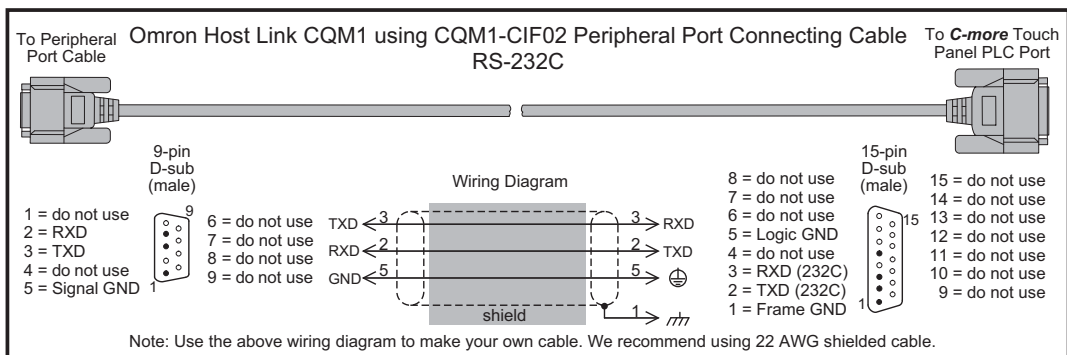 To Peripheral
Port Cable
Omron Host Link CQM1 using CQM1-CIF02 Peripheral Port Connecting Cable
RS-232C
To C-more Touch
Panel PLC Port
9-pin
D-sub
(male)
1 = do not use
2 = RXD
3 = TXD
4 = do not use
5 = Signal GND
9
1
6 = do not use
7 = do not use
8 = do not use
9 = do not use
Wiring Diagram
TXD 3 3 RXD
RXD 2 2 TXD
GND 5 5
shield 1
15-pin
D-sub
(male)
8 = do not use
7 = do not use
6 = do not use
5 = Logic GND
4 = do not use
3 = RXD (232C)
2 = TXD (232C)
1 = Frame GND
15
1
15 = do not use
14 = do not use
13 = do not use
12 = do not use
11 = do not use
10 = do not use
9 = do not use
Note: Use the above wiring diagram to make your own cable. We recommend using 22 AWG shielded cable.